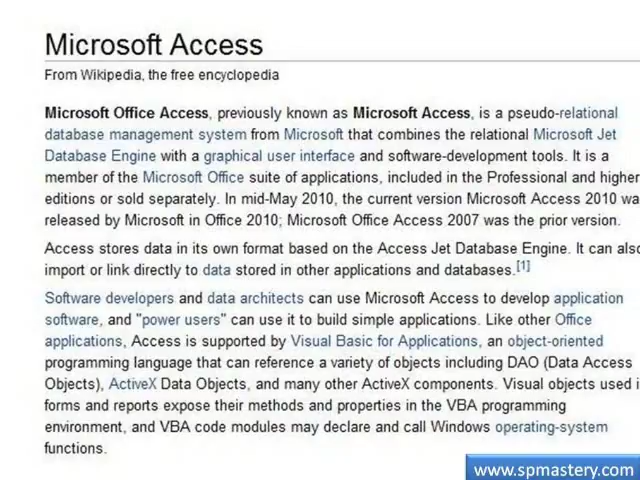 Microsoft Access
From Wikipedia, the free encyclopedia
Microsoft Office Access, previously known as Microsoft Access, is a pseudo-relational
database management system from Microsoft that combines the relational Microsoft Jet
Database Engine with a graphical user interface and software-development tools. It is a
member of the Microsoft Office suite of applications, included in the Professional and higher
editions or sold separately. In mid-May 2010, the current version Microsoft Access 2010 wa
released by Microsoft in Office 2010; Microsoft Office Access 2007 was the prior version.
Access stores data in its own format based on the Access Jet Database Engine. It can also
import or link directly to data stored in other applications and databases.[1]
Software developers and data architects can use Microsoft Access to develop application
software, and "power users" can use it to build simple applications. Like other Office
applications, Access is supported by Visual Basic for Applications, an object-oriented
programming language that can reference a variety of objects including DAO (Data Access
Objects), ActiveX Data Objects, and many other ActiveX components. Visual objects used i
forms and reports expose their methods and properties in the VBA programming
environment, and VBA code modules may declare and call Windows operating-system
functions.
www.spmastery.com